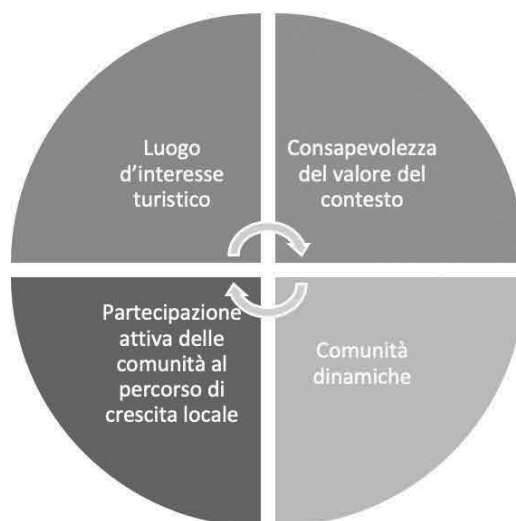 Luogo
d'interesse
turistico
Consapevolezza
del valore del
contesto
Partecipazione
attiva delle
comunità al
percorso di
crescita locale
Comunità
dinamiche